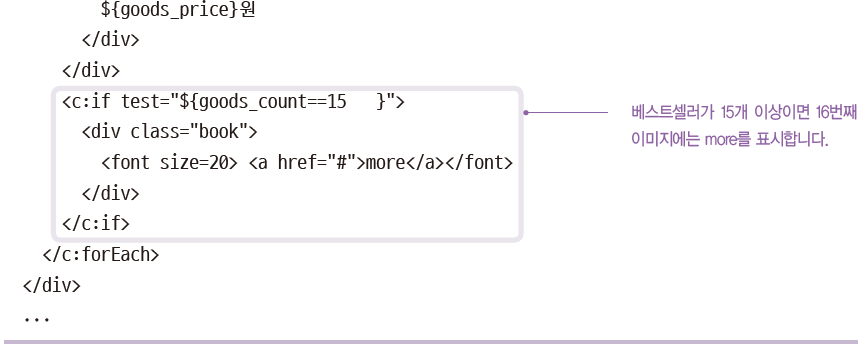 ${goods_price}원
</div>
</div>
<c:if test="${goods_count==15   }">
<div class="book">
<font size=20> <a href="#">more</a></font>
</div>
</c:if>
</c:forEach>
</div>
...
베스트셀러가 15개 이상이면 16번째
이미지에는 more를 표시합니다.